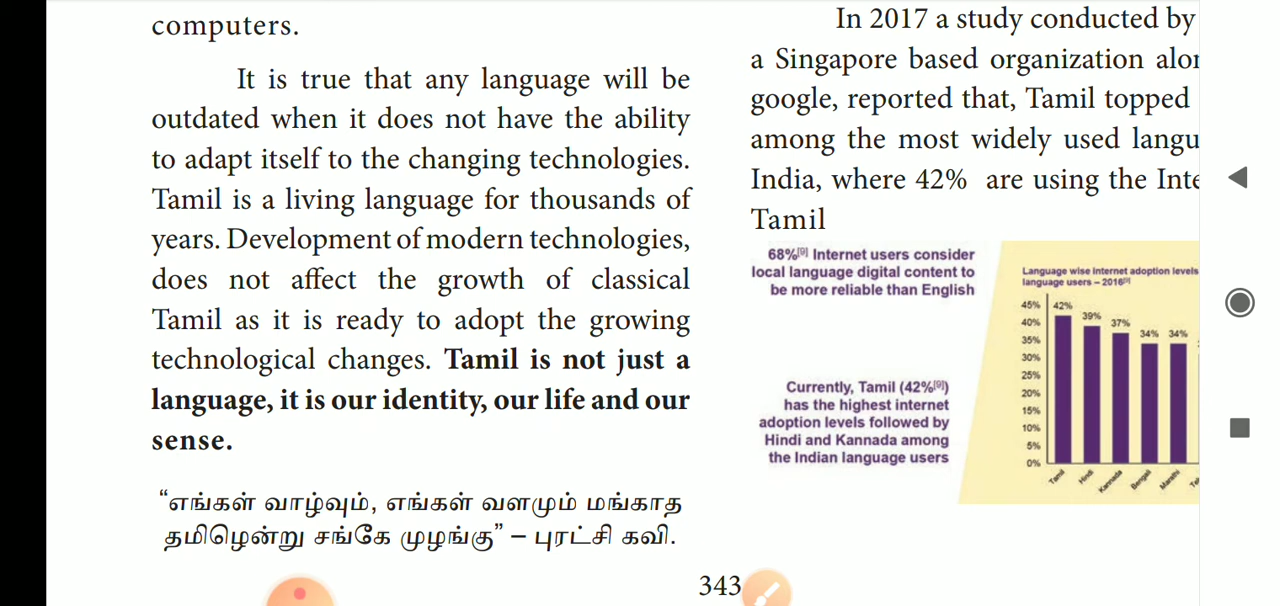 computers.
It is true that any language will be
outdated when it does not have the ability
to adapt itself to the changing technologies.
Tamil is a living language for thousands of
years. Development of modern technologies,
does not affect the growth of classical
Tamil as it is ready to adopt the growing
technological changes. Tamil is not just a
language, it is our identity, our life and our
sense.
“எங்கள் வாழ்வும், எங்கள் வளமும் மங்காத
தமிழென்று சங்கே முழங்கு” – புரட்சி கவி.
In 2017 a study conducted by
a Singapore based organization
google, reported that, Tamil topped
among the most widely used
India, where 42% are using the
Tamil
68%[9] Internet users consider
local language digital content to
be more reliable than English
Currently, Tamil (42%[9])
has the highest internet
adoption levels followed by
Hindi and Kannada among
the Indian language users
Language wise Internet adoption levels
language users – 2016[9]
45%
40%
35%
30%
25%
20%
15%
10%
5%
0%
42%
39%
37%
34%
34%
Tamil
Hindi
Kannada
Bengali
Marathi
343